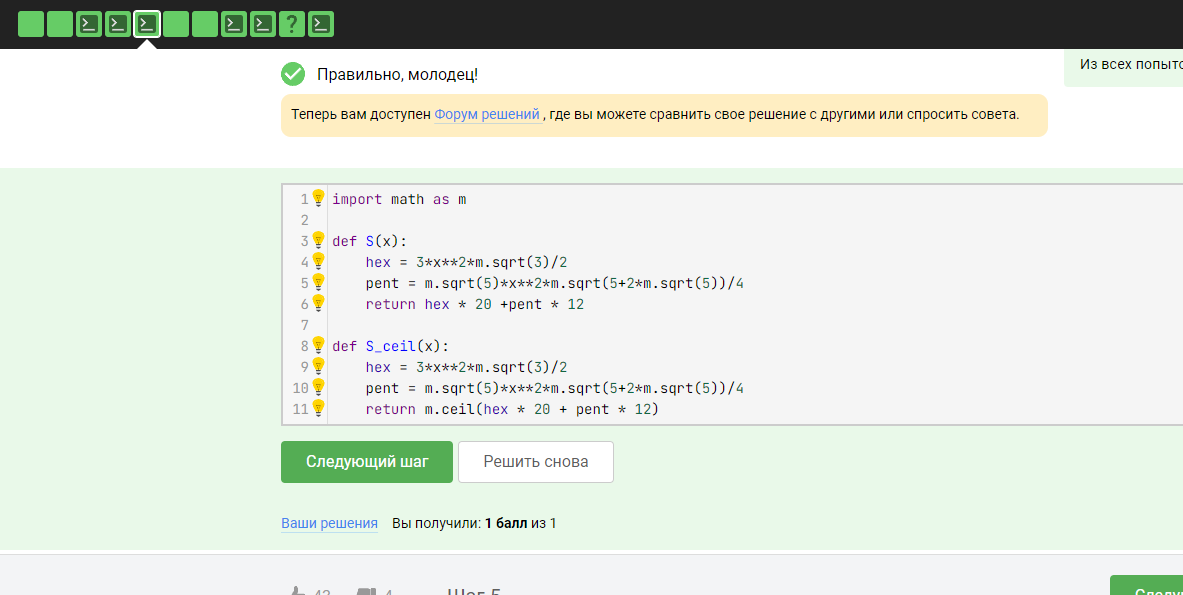 ?
Правильно, молодец!
Из всех
Теперь вам доступен Форум решений , где вы можете сравнить свое решение с другими или спросить совета.
1 import math as m
2
3 def S(x):
4     hex = 3*x**2*m.sqrt(3)/2
5     pent = m.sqrt(5)*x**2*m.sqrt(5+2*m.sqrt(5))/4
6     return hex * 20 +pent * 12
7
8 def S_ceil(x):
9     hex = 3*x**2*m.sqrt(3)/2
10     pent = m.sqrt(5)*x**2*m.sqrt(5+2*m.sqrt(5))/4
11     return m.ceil(hex * 20 + pent * 12)
Следующий шаг Решить снова
Ваши решения Вы получили: 1 балл из 1
Шаг 5